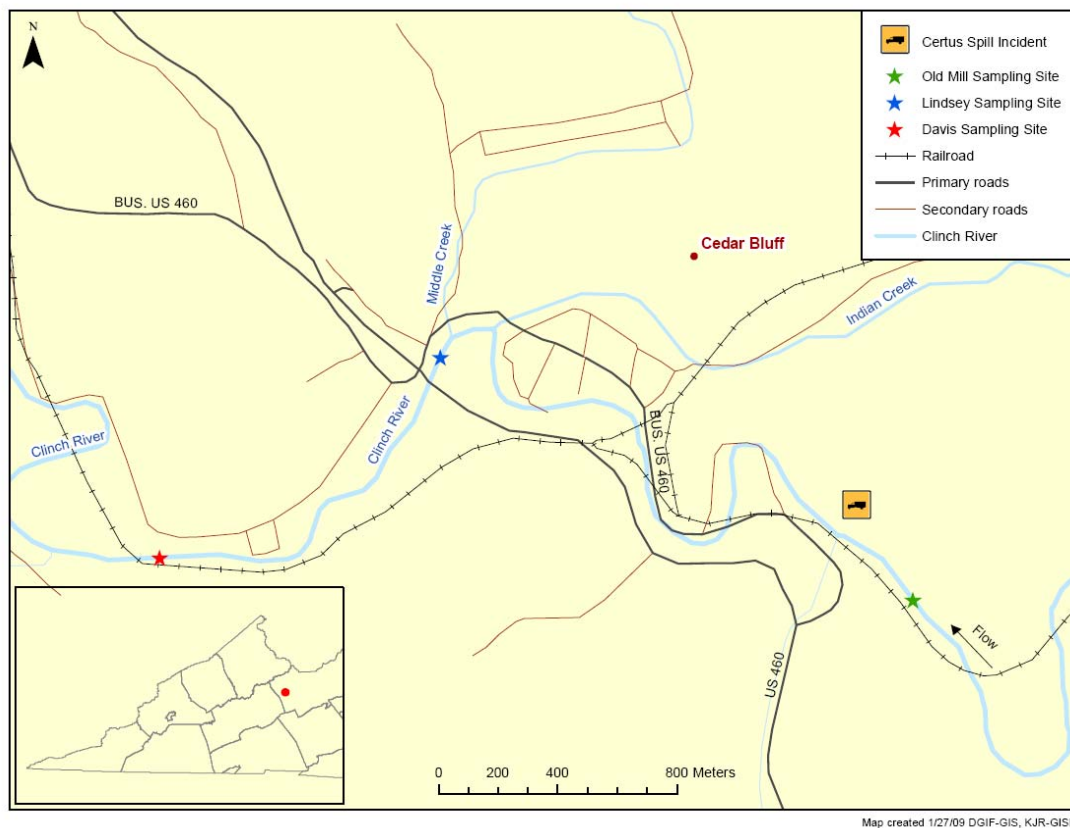 N
Certus Spill Incident
Old Mill Sampling Site
Lindsey Sampling Site
Davis Sampling Site
Railroad
Primary roads
Secondary roads
Clinch River
BUS. US 460
Middle Creek
Cedar Bluff
Indian Creek
Clinch River
Clinch River
BUS. US 460
Flow
US 460
0 200 400 800 Meters
Map created 1/27/09 DGIF-GIS, KJR-GIS